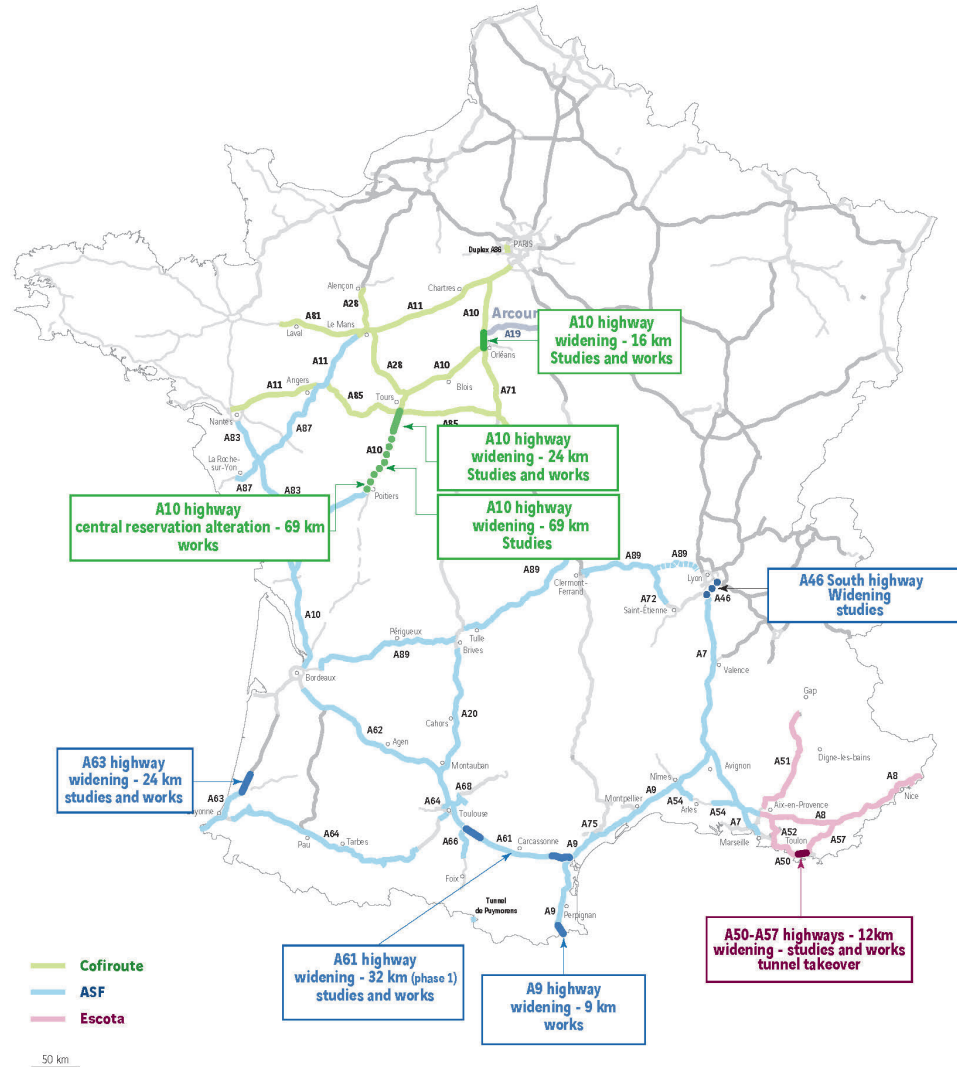 PARIS
Duplex A86
Alençon
Chartres
A28
A11
A81
Laval
Le Mans
A10
Arcour
A19
A10 highway
widening - 16 km
Studies and works
Orléans
A11
A28
A10
Blois
A71
Angers
A11
A85
Tours
A85
Nantes
A83
A87
La Roche-
sur-Yon
A87
A83
A10
Poitiers
A10 highway
widening - 24 km
Studies and works
A10 highway
central reservation alteration - 69 km
works
A10 highway
widening - 69 km
Studies
A89
A89
A89
Clermont-
Ferrand
Lyon
A72
Saint-Étienne
A46
A46 South highway
Widening
studies
A10
Périgueux
A89
Tulle
Brives
A7
Valence
Bordeaux
Gap
A62
Agen
Cahors
A20
Montauban
A51
Digne-les-bains
A63 highway
widening - 24 km
studies and works
A63
A64
A68
Toulouse
Nîmes
Avignon
A9
A54
Arles
A54
Montpellier
A8
Nice
Aix-en-Provence
A8
A7
Marseille
A52
Toulon
A57
A50
A64
Pau
Tarbes
A66
A61
Carcassonne
A75
A9
Foix
Tunnel
de Puymorens
A9
Perpignan
A61 highway
widening - 32 km (phase 1)
studies and works
A9 highway
widening - 9 km
works
A50-A57 highways - 12km
widening - studies and works
tunnel takeover
Cofiroute
ASF
Escota
50 km